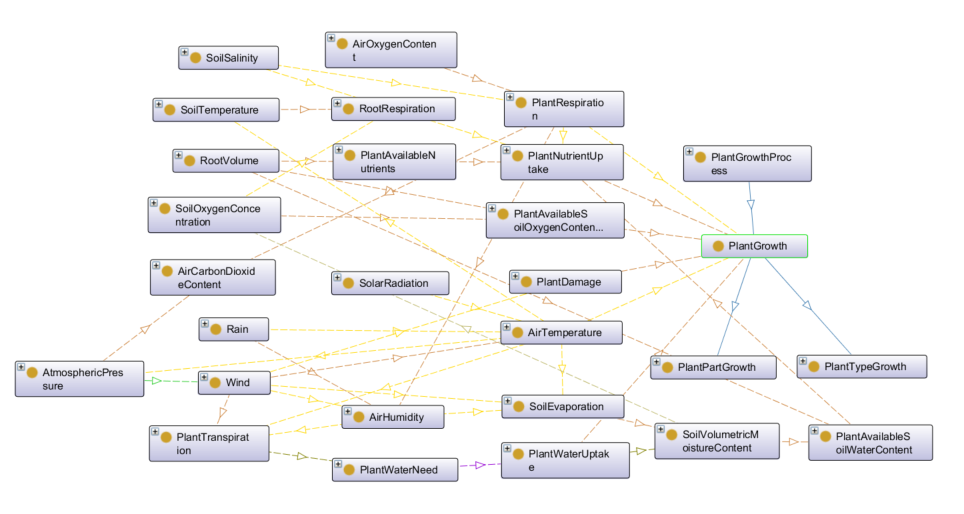 AirOxygenConten
t
SoilSalinity
PlantRespiratio
n
SoilTemperature
RootRespiration
PlantAvailableN
utrients
PlantNutrientUp
take
PlantGrowthProc
ess
RootVolume
SoilOxygenConce
ntration
PlantAvailableS
oilOxygenConten...
PlantGrowth
AirCarbonDioxid
eContent
SolarRadiation
PlantDamage
Rain
AirTemperature
AtmosphericPres
sure
Wind
PlantPartGrowth
PlantTypeGrowth
AirHumidity
SoilEvaporation
PlantTranspirat
ion
PlantWaterNeed
PlantWaterUptak
e
SoilVolumetricM
oistureContent
PlantAvailableS
oilWaterContent